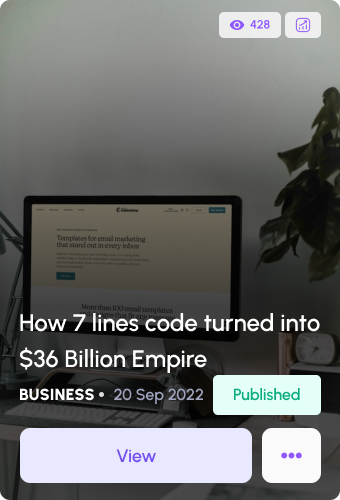 428
Templates for email marketing
that stand out in every inbox
More than 100 email templates
How 7 lines code turned into
$36 Billion Empire
BUSINESS • 20 Sep 2022
Published
View